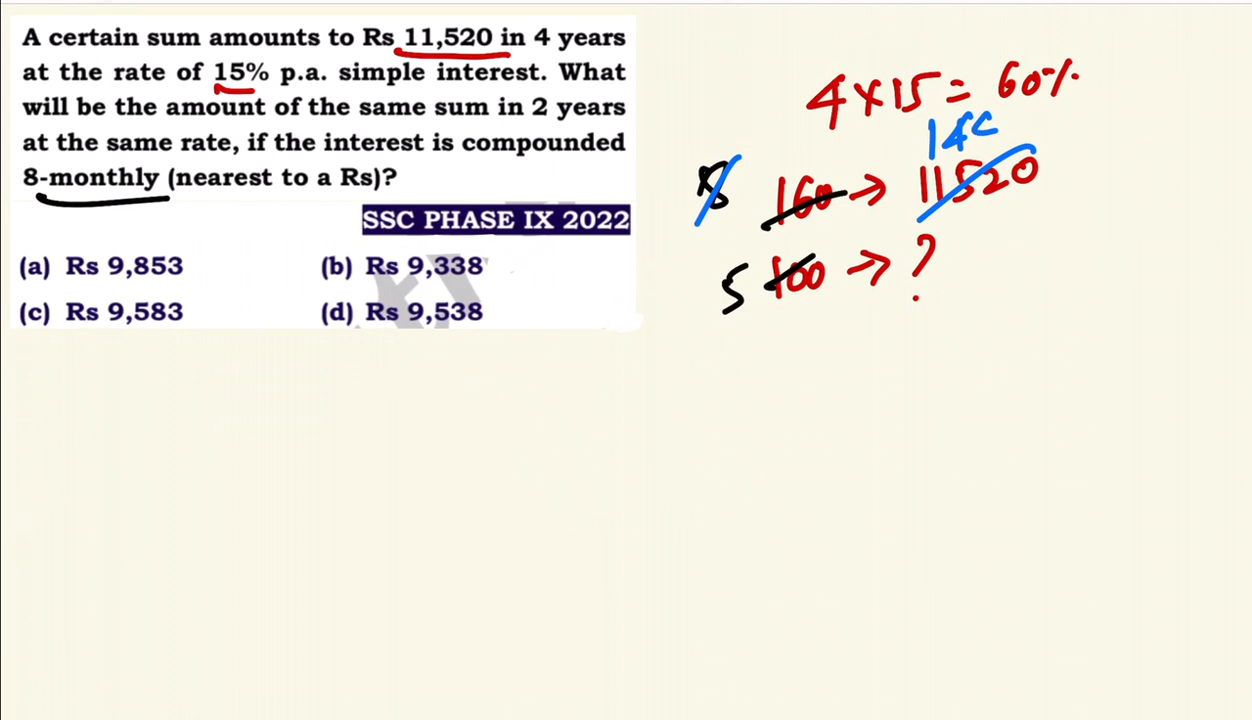 A certain sum amounts to Rs 11,520 in 4 years
at the rate of 15% p.a. simple interest. What
will be the amount of the same sum in 2 years
at the same rate, if the interest is compounded
8-monthly (nearest to a Rs)?
SSC PHASE IX 2022
(a) Rs 9,853 (b) Rs 9,338
(c) Rs 9,583 (d) Rs 9,538
4 x 15 = 60%
8 160 → 11520
5 100 → ?